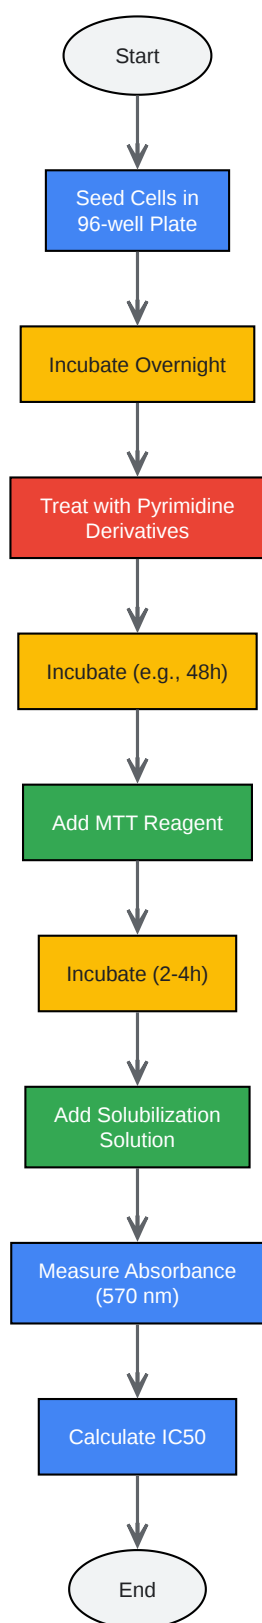 Start
Seed Cells in
96-well Plate
Incubate Overnight
Treat with Pyrimidine
Derivatives
Incubate (e.g., 48h)
Add MTT Reagent
Incubate (2-4h)
Add Solubilization
Solution
Measure Absorbance
(570 nm)
Calculate IC50
End